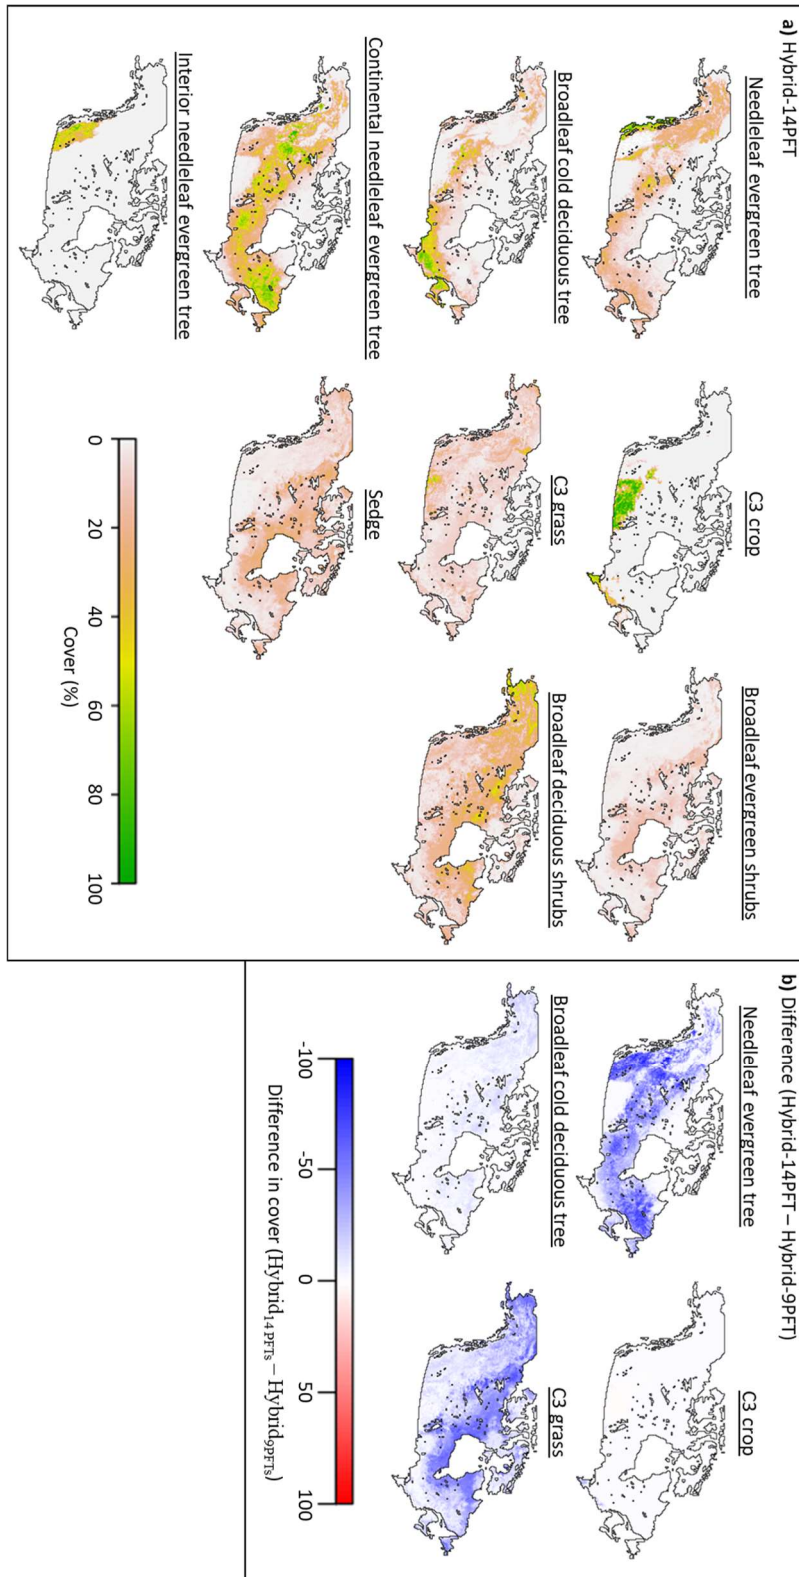 a) Hybrid-14PFT
Needleleaf evergreen tree
C3 crop
Broadleaf evergreen shrubs
Broadleaf cold deciduous tree
C3 grass
Broadleaf deciduous shrubs
Continental needleleaf evergreen tree
Sedge
Interior needleleaf evergreen tree
0 20 40 60 80 100
Cover (%)
b) Difference (Hybrid-14PFT – Hybrid-9PFT)
Needleleaf evergreen tree
C3 crop
Broadleaf cold deciduous tree
C3 grass
-100 -50 0 50 100
Difference in cover (Hybrid14PFTs – Hybrid9PFTs)